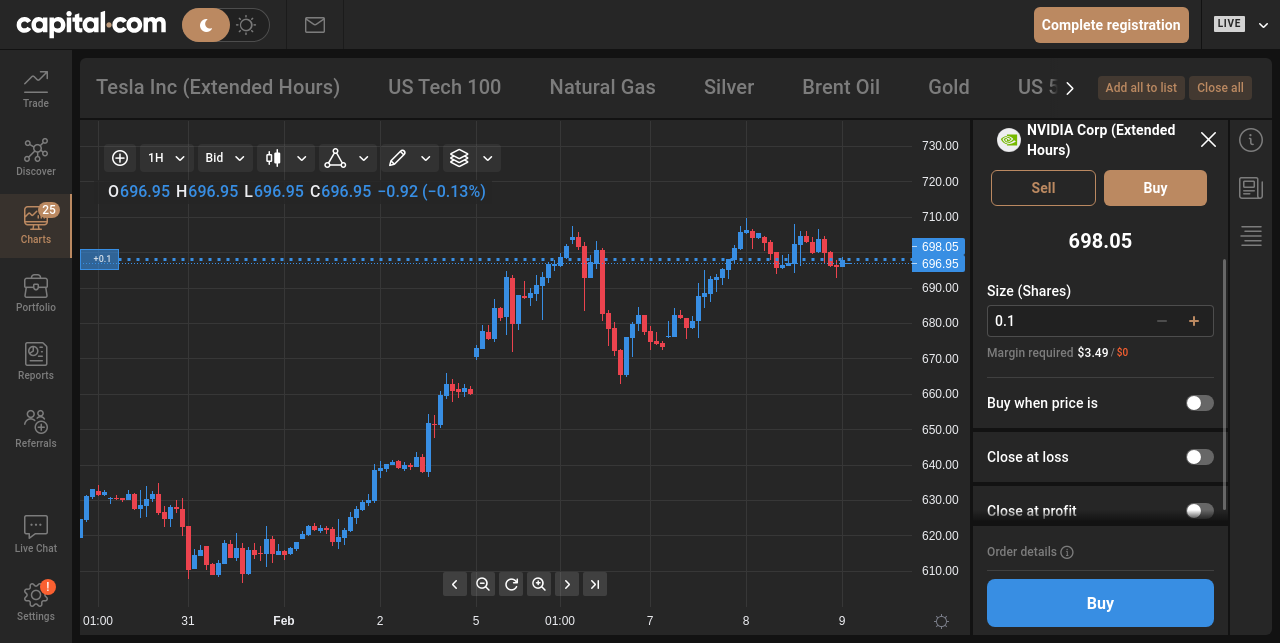 capital.com
Complete registration
LIVE
Trade
Discover
25
Charts
Portfolio
Reports
Referrals
Live Chat
!
Settings
Tesla Inc (Extended Hours)
US Tech 100
Natural Gas
Silver
Brent Oil
Gold
US 5
Add all to list
Close all
1H
Bid
O696.95 H696.95 L696.95 C696.95 −0.92 (−0.13%)
+0.1
730.00
720.00
710.00
698.05
696.95
690.00
680.00
670.00
660.00
650.00
640.00
630.00
620.00
610.00
01:00
31
Feb
2
5
01:00
7
8
9
NVIDIA Corp (Extended
Hours)
Sell
Buy
698.05
Size (Shares)
0.1
Margin required $3.49 / $0
Buy when price is
Close at loss
Close at profit
Order details
Buy